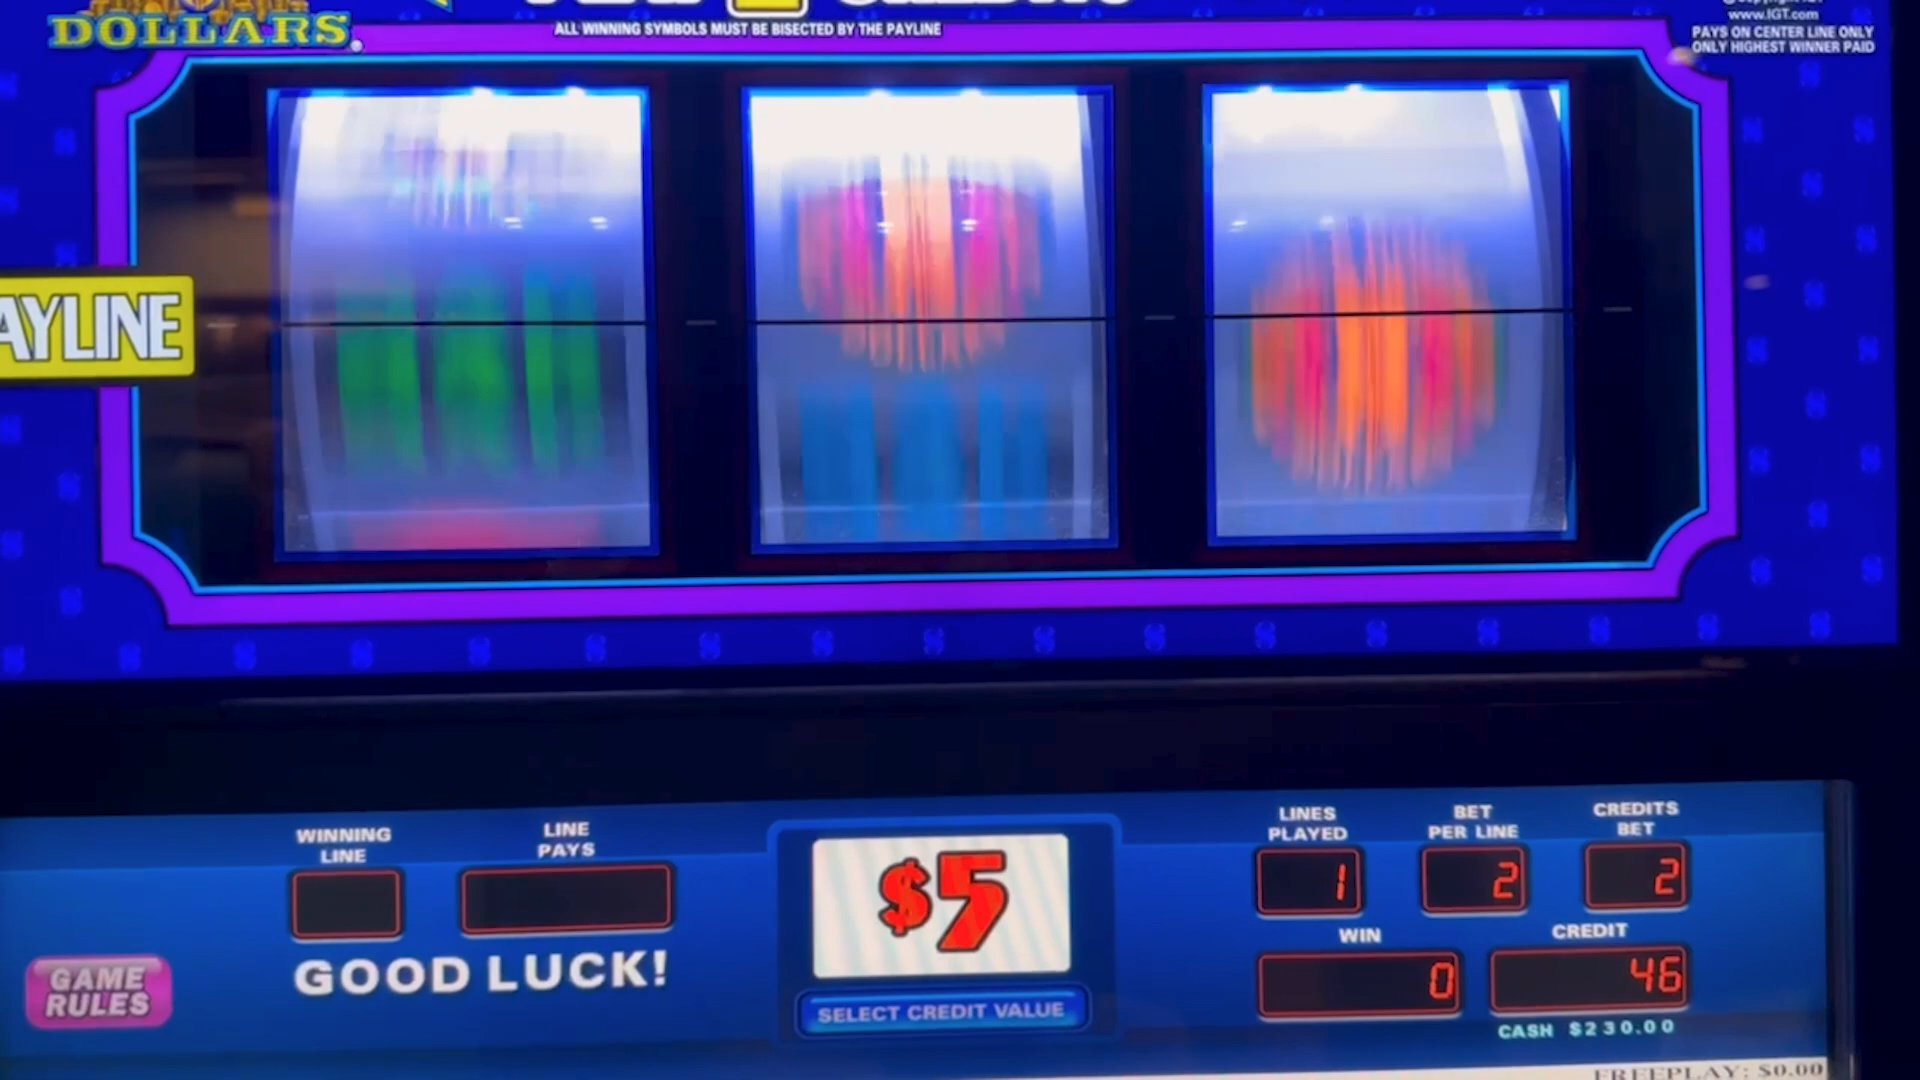 DOLLARS
ALL WINNING SYMBOLS MUST BE BISECTED BY THE PAYLINE
www.IGT.com
PAYS ON CENTER LINE ONLY
ONLY HIGHEST WINNER PAID
AYLINE
WINNING
LINE
LINE
PAYS
GOOD LUCK!
GAME
RULES
$5
SELECT CREDIT VALUE
LINES
PLAYED
1
BET
PER LINE
2
CREDITS
BET
2
WIN
0
CREDIT
46
CASH $230.00
FREEPLAY: $0.00